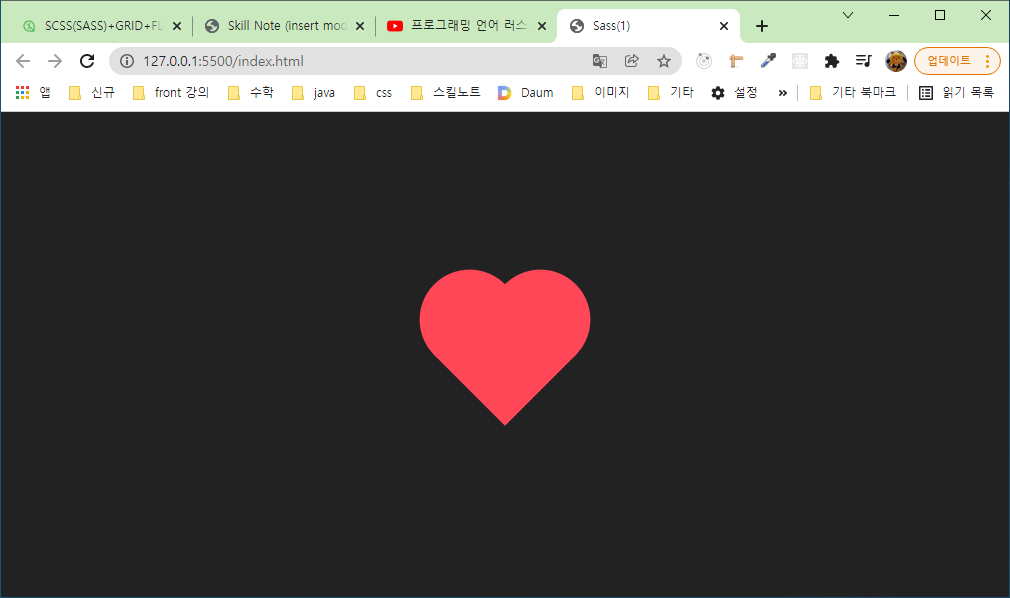 SCSS(SASS)+GRID+FL
Skill Note (insert mod
프로그래밍 언어 러스
Sass(1)
127.0.0.1:5500/index.html
업데이트
앱 신규 front 강의 수학 java css 스킬노트 Daum 이미지 기타 설정 » 기타 북마크 읽기 목록